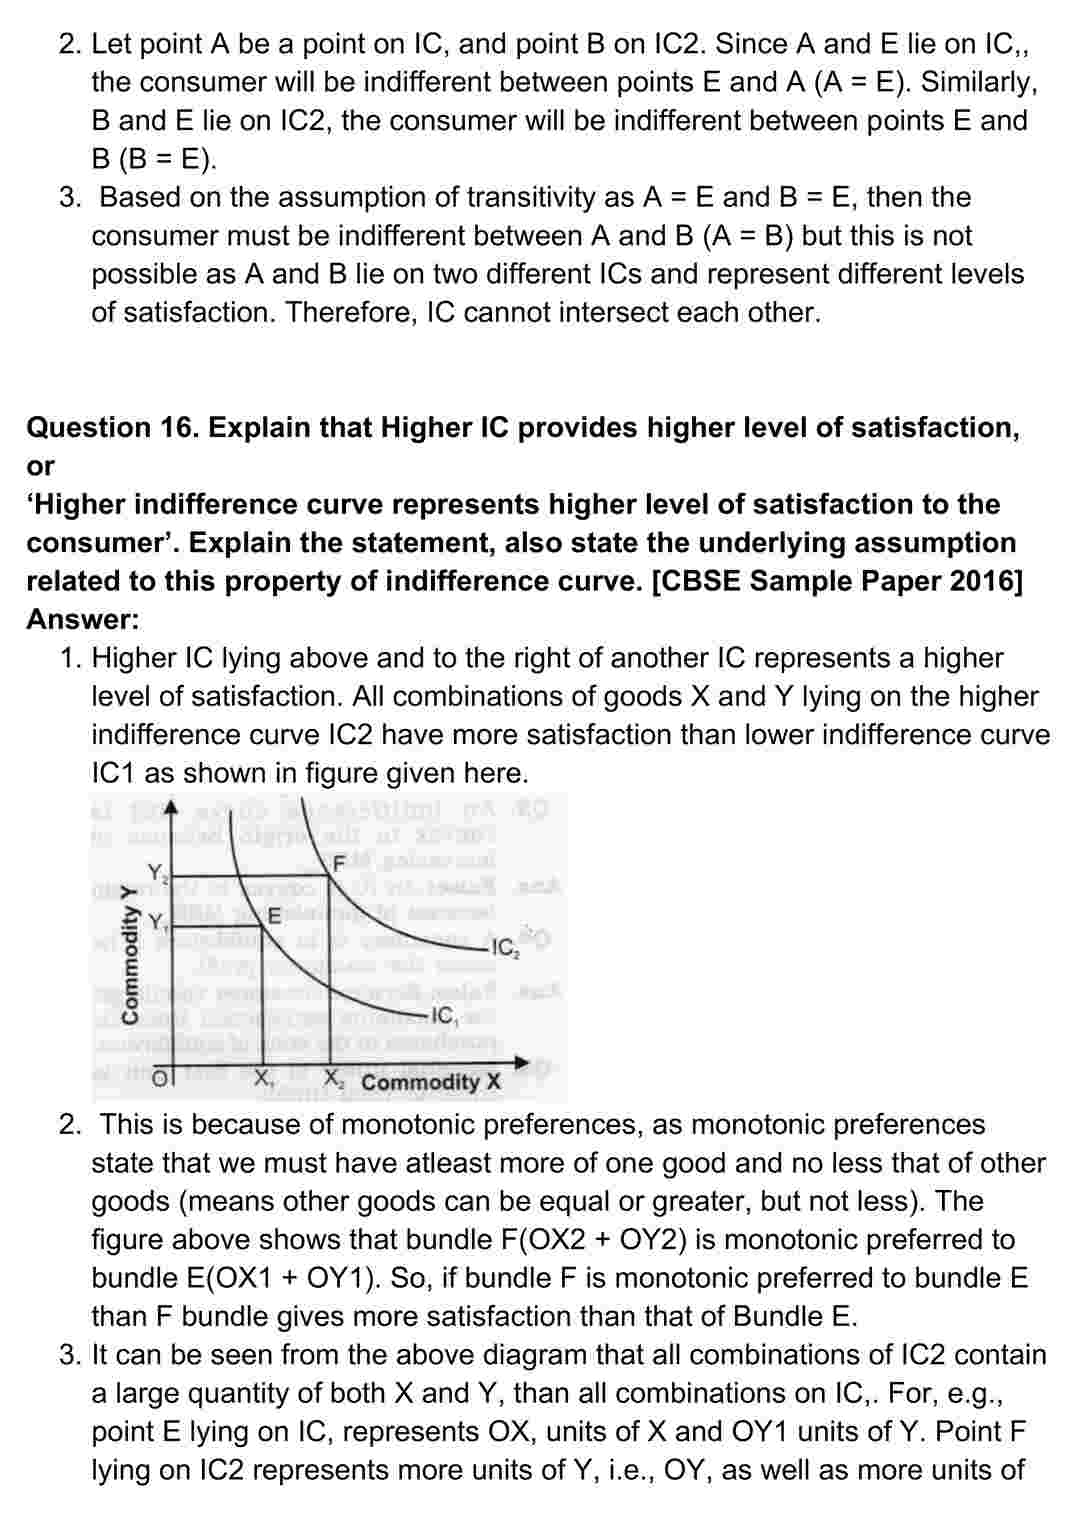 2. Let point A be a point on IC, and point B on IC2. Since A and E lie on IC,,
the consumer will be indifferent between points E and A (A = E). Similarly,
B and E lie on IC2, the consumer will be indifferent between points E and
B (B = E).
3. Based on the assumption of transitivity as A = E and B = E, then the
consumer must be indifferent between A and B (A = B) but this is not
possible as A and B lie on two different ICs and represent different levels
of satisfaction. Therefore, IC cannot intersect each other.
Question 16. Explain that Higher IC provides higher level of satisfaction,
or
‘Higher indifference curve represents higher level of satisfaction to the
consumer’. Explain the statement, also state the underlying assumption
related to this property of indifference curve. [CBSE Sample Paper 2016]
Answer:
1. Higher IC lying above and to the right of another IC represents a higher
level of satisfaction. All combinations of goods X and Y lying on the higher
indifference curve IC2 have more satisfaction than lower indifference curve
IC1 as shown in figure given here.
Y₂
F
Commodity Y
Y₁
E
IC₂
IC₁
O
X₁
X₂
Commodity X
2. This is because of monotonic preferences, as monotonic preferences
state that we must have atleast more of one good and no less that of other
goods (means other goods can be equal or greater, but not less). The
figure above shows that bundle F(OX2 + OY2) is monotonic preferred to
bundle E(OX1 + OY1). So, if bundle F is monotonic preferred to bundle E
than F bundle gives more satisfaction than that of Bundle E.
3. It can be seen from the above diagram that all combinations of IC2 contain
a large quantity of both X and Y, than all combinations on IC,. For, e.g.,
point E lying on IC, represents OX, units of X and OY1 units of Y. Point F
lying on IC2 represents more units of Y, i.e., OY, as well as more units of